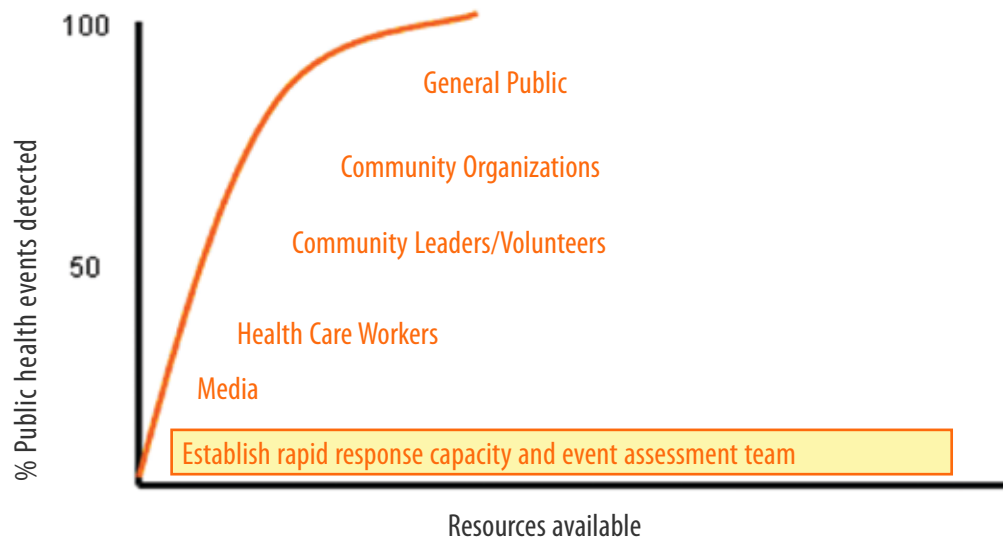 100
General Public
Community Organizations
Community Leaders/Volunteers
50
Health Care Workers
Media
Establish rapid response capacity and event assessment team
% Public health events detected
Resources available